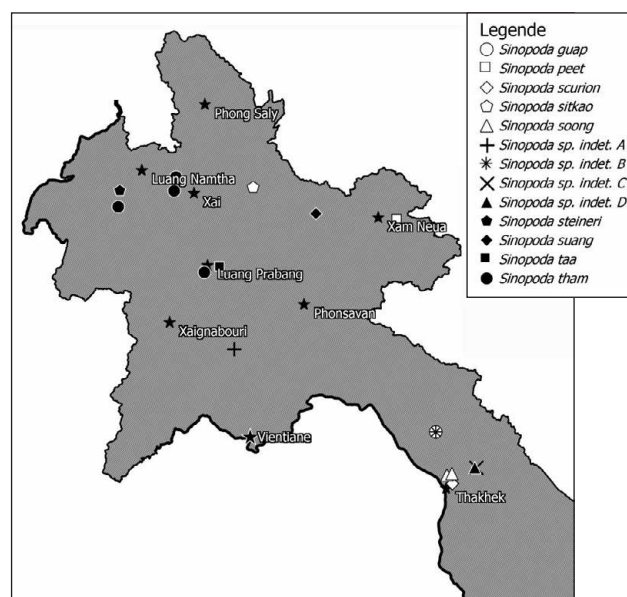 Legende
Sinopoda guap
Sinopoda peet
Sinopoda scurion
Sinopoda sitkao
Sinopoda soong
Sinopoda sp. indet. A
Sinopoda sp. indet. B
Sinopoda sp. indet. C
Sinopoda sp. indet. D
Sinopoda steineri
Sinopoda suang
Sinopoda taa
Sinopoda tham
Phong Saly
Luang Namtha
Xai
Xam Neua
Luang Prabang
Phonsavan
Xaignabouri
Vientiane
Thakhek